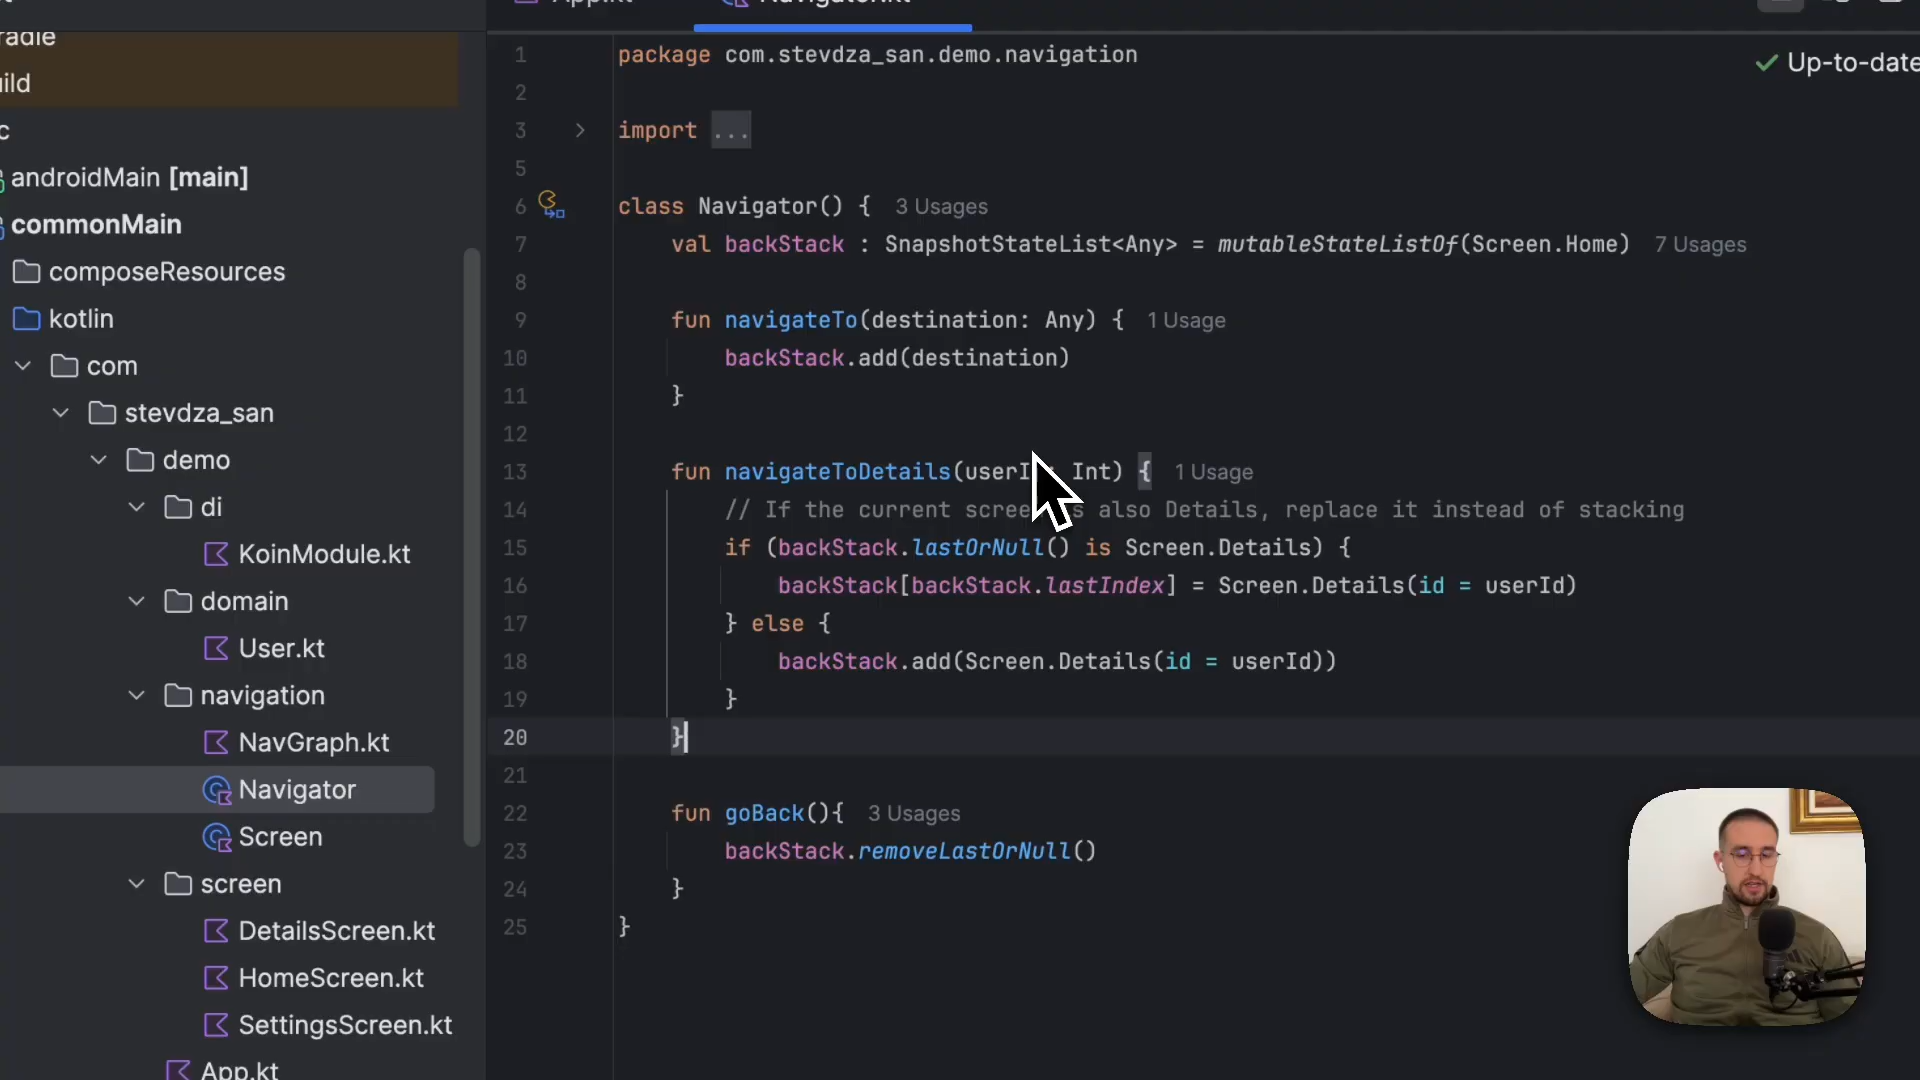 Navigator.kt
radie
ild
c
androidMain [main]
commonMain
composeResources
kotlin
com
stevdza_san
demo
di
KoinModule.kt
domain
User.kt
navigation
NavGraph.kt
Navigator
Screen
screen
DetailsScreen.kt
HomeScreen.kt
SettingsScreen.kt
App.kt
Up-to-date
1 package com.stevdza_san.demo.navigation
2
3 import ...
5
6 class Navigator() { 3 Usages
7 val backStack : SnapshotStateList<Any> = mutableStateListOf(Screen.Home) 7 Usages
8
9 fun navigateTo(destination: Any) { 1 Usage
10 backStack.add(destination)
11 }
12
13 fun navigateToDetails(userI Int) { 1 Usage
14 // If the current scree s also Details, replace it instead of stacking
15 if (backStack.lastOrNull() is Screen.Details) {
16 backStack[backStack.lastIndex] = Screen.Details(id = userId)
17 } else {
18 backStack.add(Screen.Details(id = userId))
19 }
20 }
21
22 fun goBack(){ 3 Usages
23 backStack.removeLastOrNull()
24 }
25 }